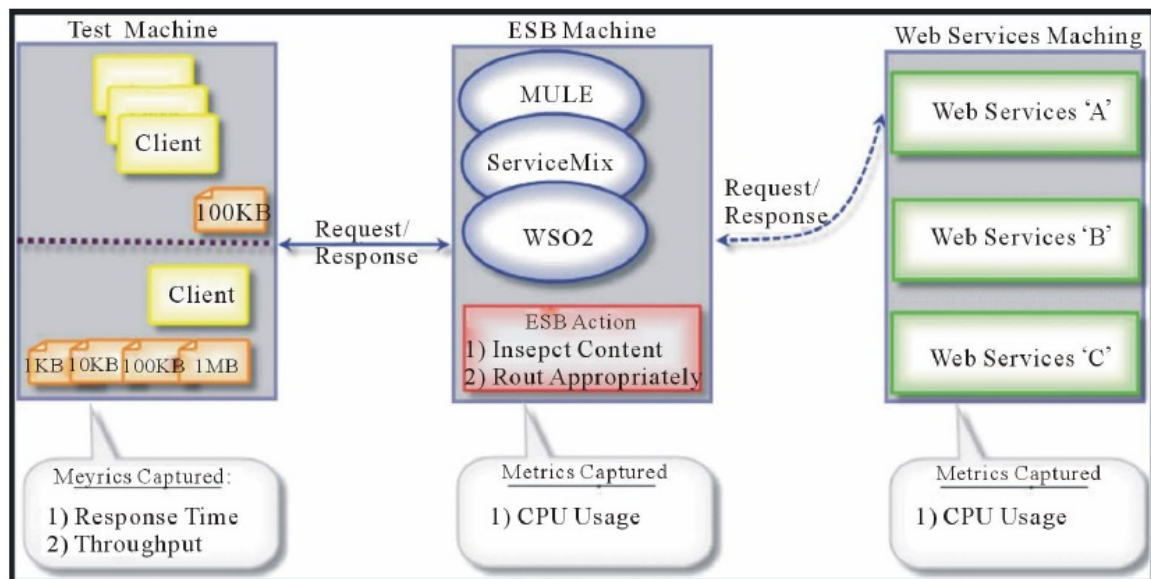 Test Machine
Client
100KB
Client
1KB 10KB 100KB 1MB
Meyrics Captured:
1) Response Time
2) Throughput
Request/
Response
ESB Machine
MULE
ServiceMix
WSO2
ESB Action
1) Insepct Content
2) Rout Appropriately
Metrics Captured
1) CPU Usage
Request/
Response
Web Services Maching
Web Services ‘A’
Web Services ‘B’
Web Services ‘C’
Metrics Captured
1) CPU Usage